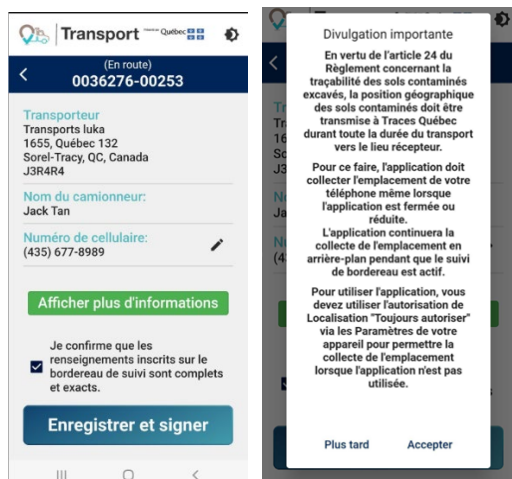 Transport
Québec
(En route)
0036276-00253
Transporteur
Transports luka
1655, Québec 132
Sorel-Tracy, QC, Canada
J3R4R4
Nom du camionneur:
Jack Tan
Numéro de cellulaire:
(435) 677-8989
Afficher plus d'informations
Je confirme que les
renseignements inscrits sur le
bordereau de suivi sont complets
et exacts.
Enregistrer et signer
Divulgation importante
En vertu de l'article 24 du
Règlement concernant la
traçabilité des sols contaminés
excavés, la position géographique
des sols contaminés doit être
transmise à Traces Québec
durant toute la durée du transport
vers le lieu récepteur.
Pour ce faire, l'application doit
collecter l'emplacement de votre
téléphone même lorsque
l'application est fermée ou
réduite.
L'application continuera la
collecte de l'emplacement en
arrière-plan pendant que le suivi
de bordereau est actif.
Pour utiliser l'application, vous
devez utiliser l'autorisation de
Localisation "Toujours autoriser"
via les Paramètres de votre
appareil pour permettre la
collecte de l'emplacement
lorsque l'application n'est pas
utilisée.
Plus tard Accepter